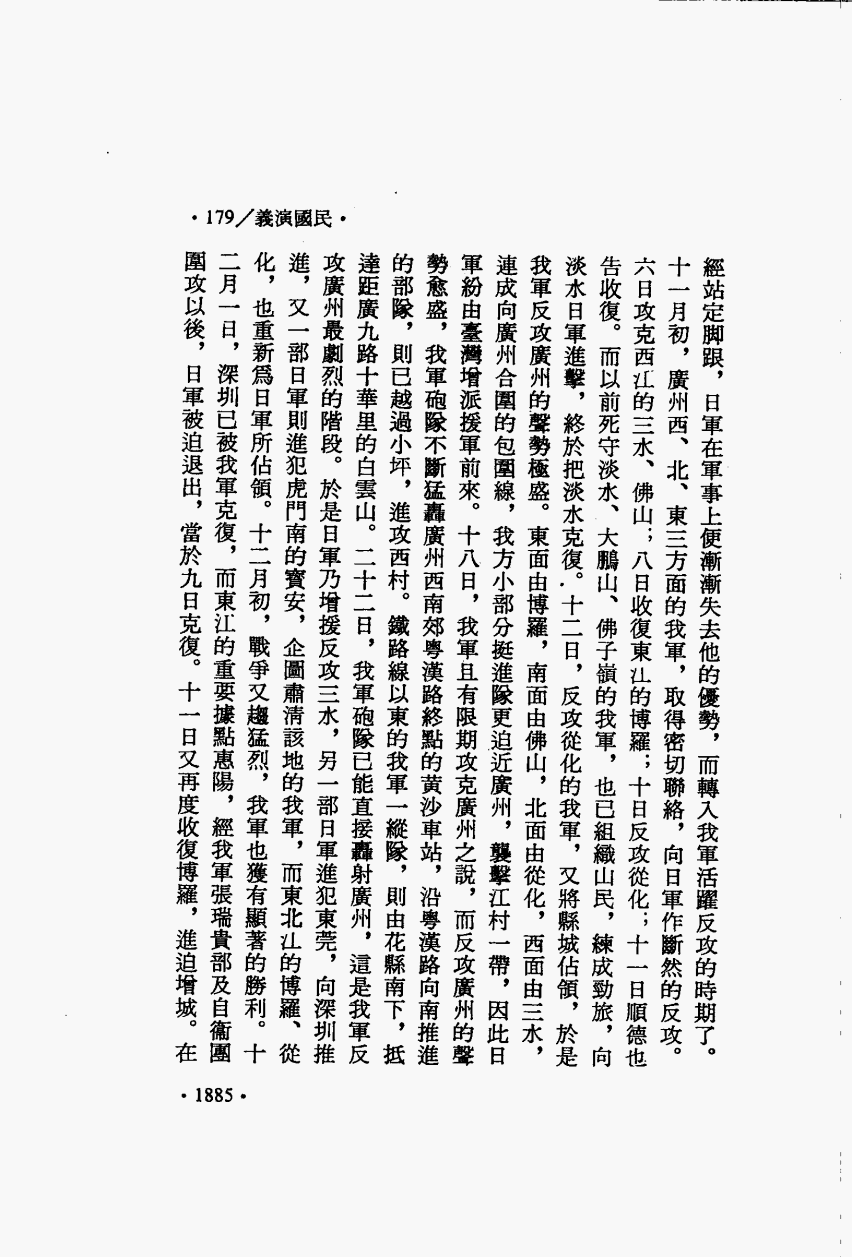 ·179／義演國民·
經站定脚跟，日軍在軍事上便漸漸失去他的優勢，而轉入我軍活躍反攻的時期了。
十一月初，廣州西、北、東三方面的我軍，取得密切聯絡，向日軍作斷然的反攻。
六日攻克西江的三水、佛山；八日收復東江的博羅；十日反攻從化；十一日順德也
告收復。而以前死守淡水、大鵬山、佛子嶺的我軍，也已組織山民，練成勁旅，向
淡水日軍進擊，終於把淡水克復。十二日，反攻從化的我軍，又將縣城佔領，於是
我軍反攻廣州的聲勢極盛。東面由博羅，南面由佛山，北面由從化，西面由三水，
連成向廣州合圍的包圍線，我方小部分挺進隊更迫近廣州，襲擊江村一帶，因此日
軍紛由臺灣增派援軍前來。十八日，我軍且有限期攻克廣州之說，而反攻廣州的聲
勢愈盛，我軍砲隊不斷猛轟廣州西南郊粵漢路終點的黃沙車站，沿粵漢路向南推進
的部隊，則已越過小坪，進攻西村。鐵路線以東的我軍一縱隊，則由花縣南下，抵
達距廣九路十華里的白雲山。二十二日，我軍砲隊已能直接轟射廣州，這是我軍反
攻廣州最劇烈的階段。於是日軍乃增援反攻三水，另一部日軍進犯東莞，向深圳推
進，又一部日軍則進犯虎門南的寶安，企圖肅清該地的我軍，而東北江的博羅、從
化，也重新爲日軍所佔領。十二月初，戰爭又趨猛烈，我軍也獲有顯著的勝利。十
二月一日，深圳已被我軍克復，而東江的重要據點惠陽，經我軍張瑞貴部及自衞團
圍攻以後，日軍被迫退出，當於九日克復。十一日又再度收復博羅，進迫增城。在
·1885·